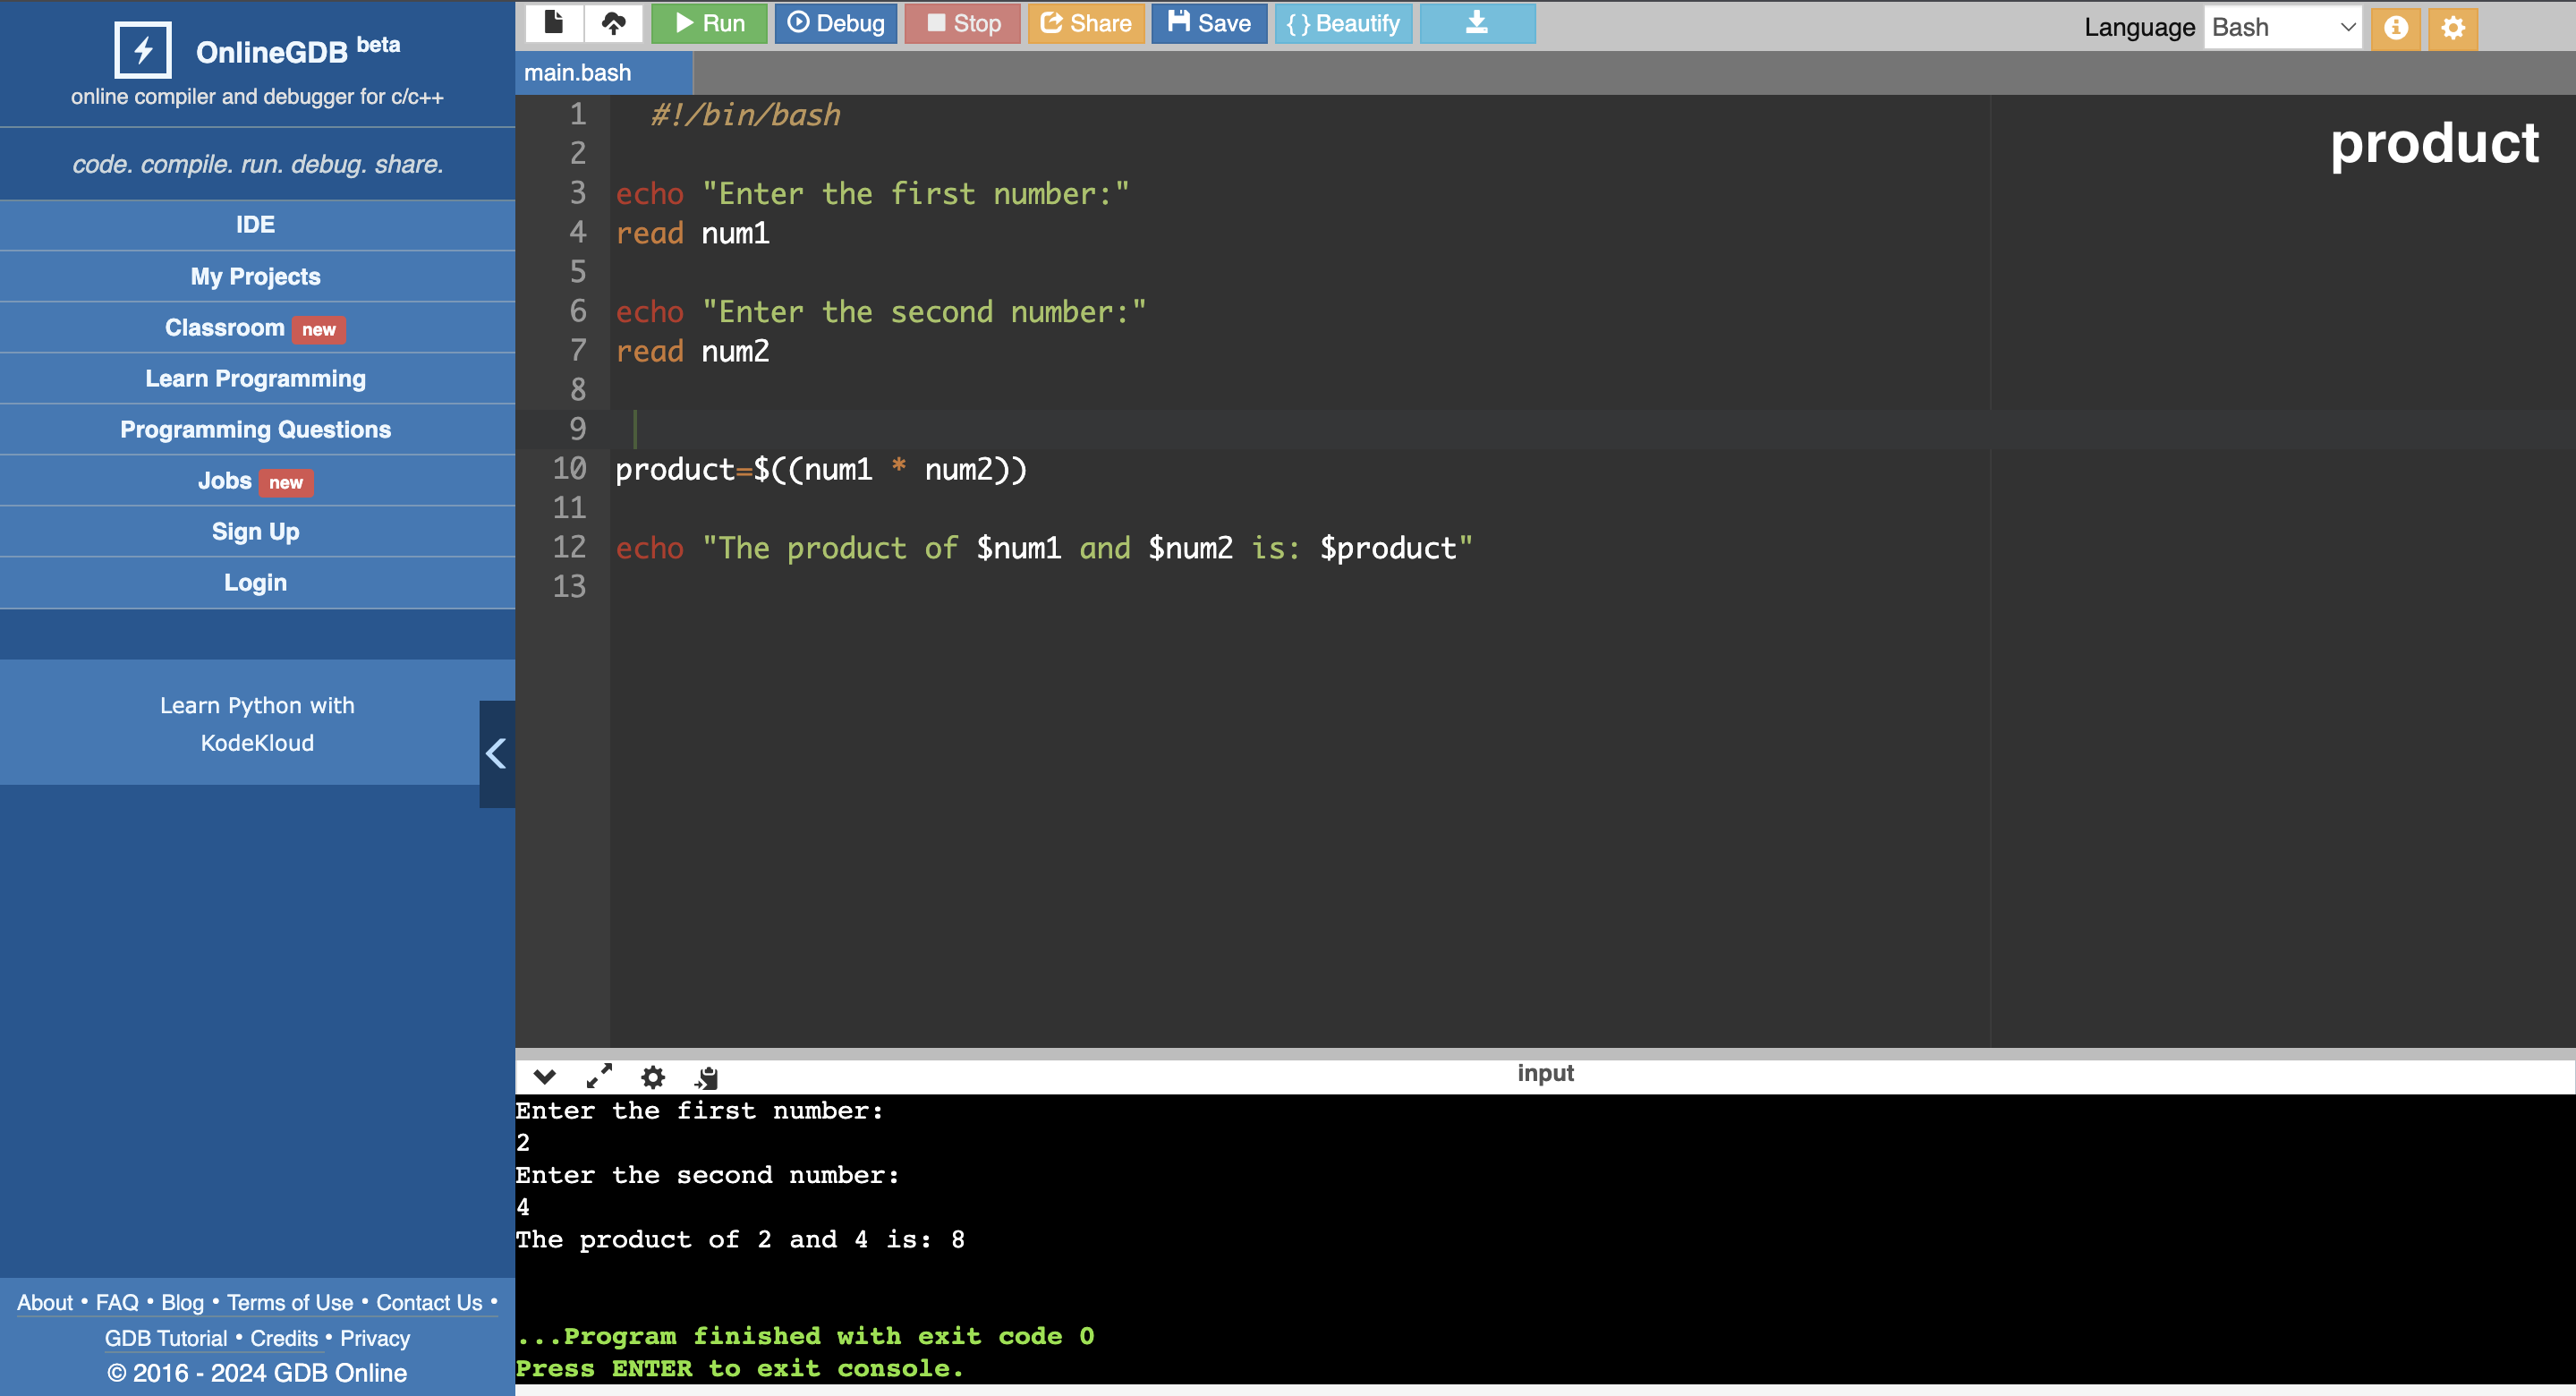 OnlineGDB beta
online compiler and debugger for c/c++
code. compile. run. debug. share.
IDE
My Projects
Classroom new
Learn Programming
Programming Questions
Jobs new
Sign Up
Login
Learn Python with
KodeKloud
About • FAQ • Blog • Terms of Use • Contact Us •
GDB Tutorial • Credits • Privacy
© 2016 - 2024 GDB Online
Run Debug Stop Share Save {} Beautify
Language Bash
main.bash
product
1 #!/bin/bash
2
3 echo "Enter the first number:"
4 read num1
5
6 echo "Enter the second number:"
7 read num2
8
9
10 product=$((num1 * num2))
11
12 echo "The product of $num1 and $num2 is: $product"
13
input
Enter the first number:
2
Enter the second number:
4
The product of 2 and 4 is: 8
...Program finished with exit code 0
Press ENTER to exit console.